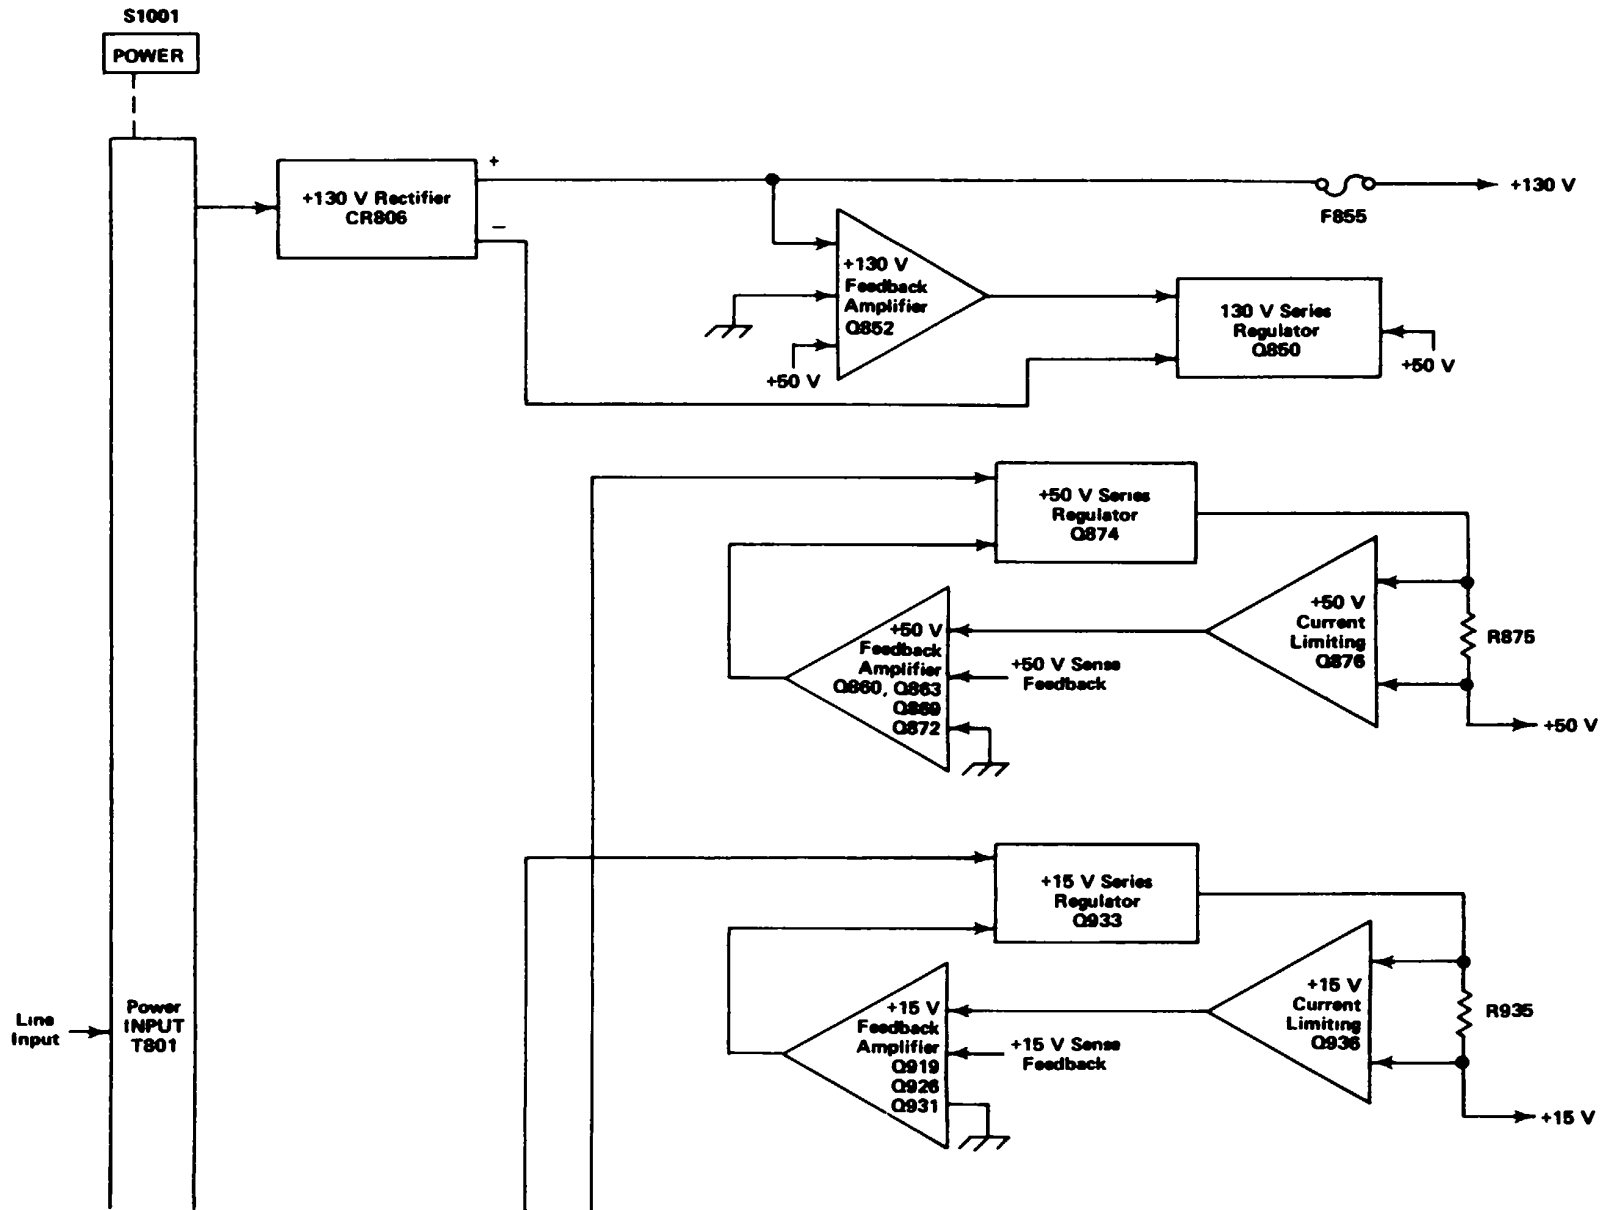 S1001
POWER
+
+130 V Rectifier
CR806
−
+130 V
F855
+130 V
Feedback
Amplifier
Q852
+50 V
130 V Series
Regulator
Q850
+50 V
+50 V Series
Regulator
Q874
+50 V
Feedback
Amplifier
Q860, Q863
Q869
Q872
+50 V Sense
Feedback
+50 V
Current
Limiting
Q876
R875
+50 V
+15 V Series
Regulator
Q933
Line
Input
Power
INPUT
T801
+15 V
Feedback
Amplifier
Q919
Q926
Q931
+15 V Sense
Feedback
+15 V
Current
Limiting
Q936
R935
+15 V